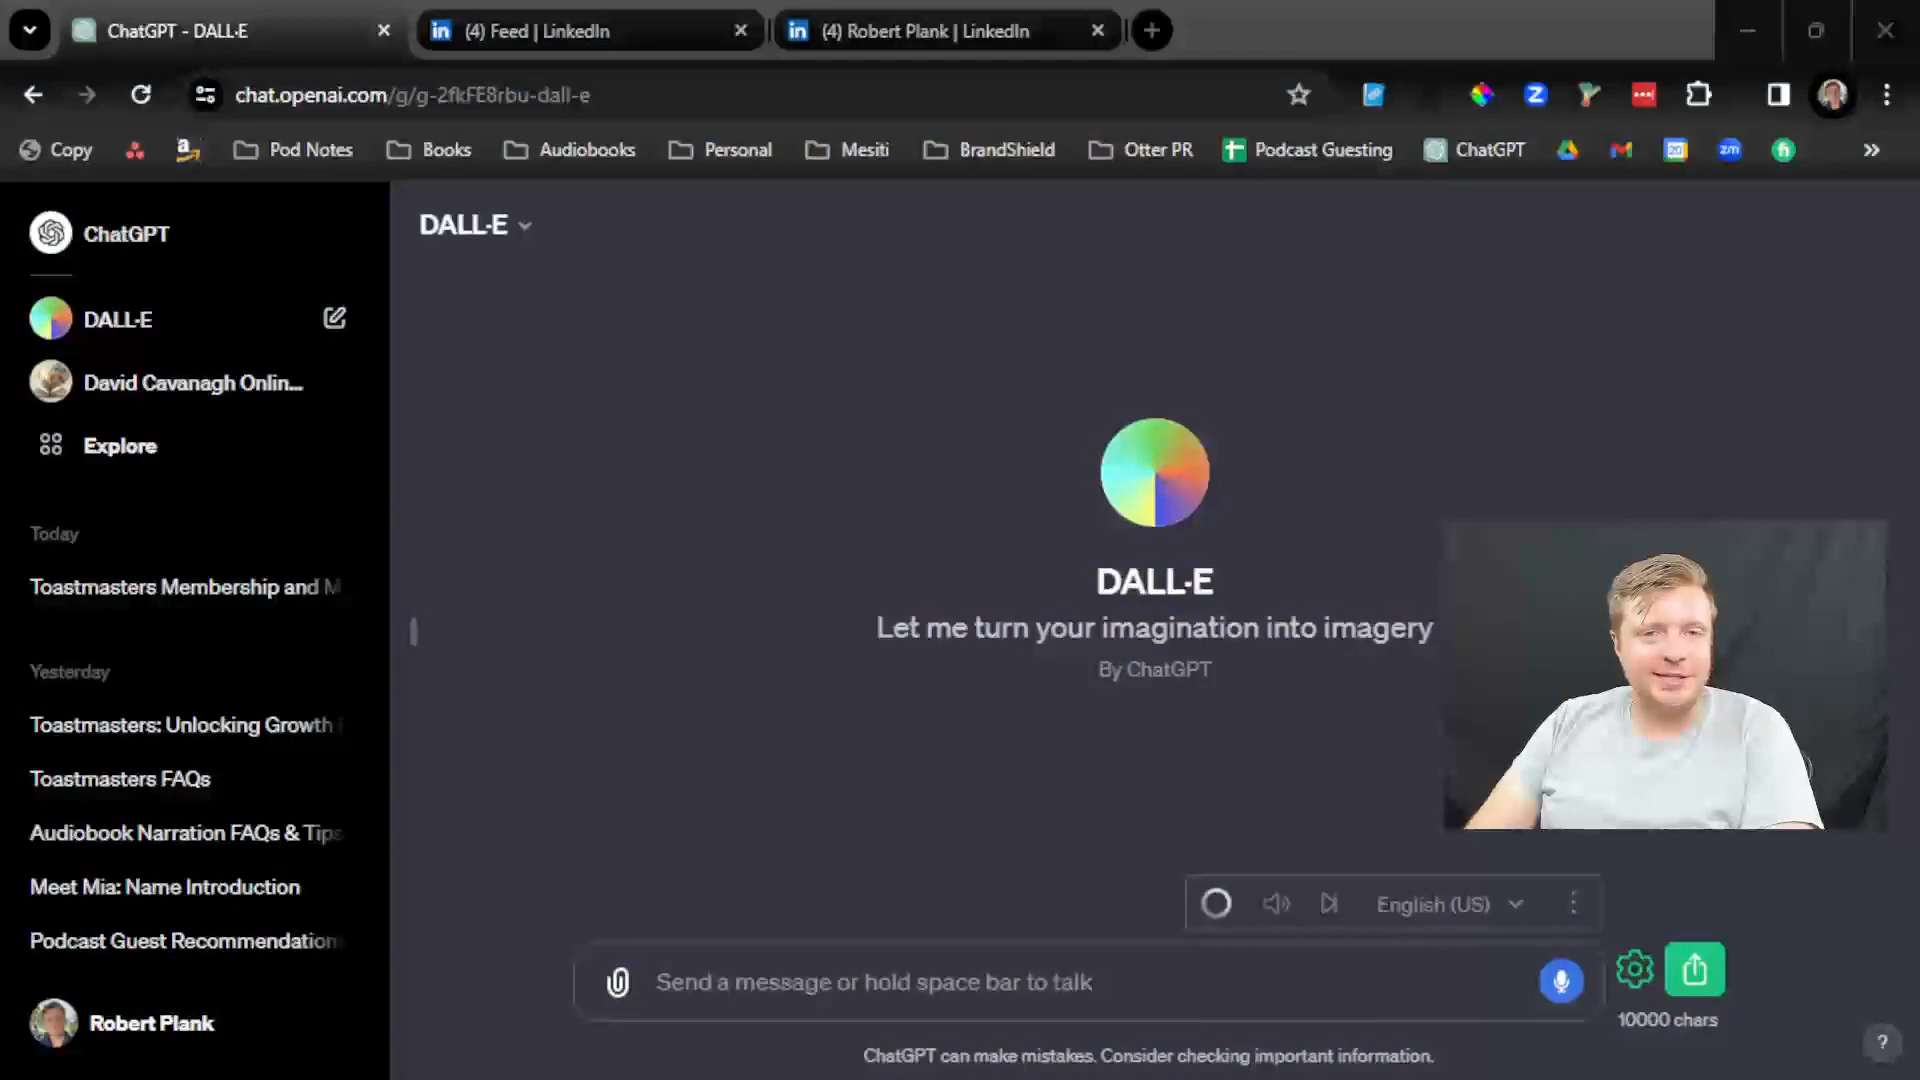 ChatGPT - DALL·E
(4) Feed | LinkedIn
(4) Robert Plank | LinkedIn
chat.openai.com/g/g-2fkFE8rbu-dall-e
Copy
Pod Notes
Books
Audiobooks
Personal
Mesiti
BrandShield
Otter PR
Podcast Guesting
ChatGPT
ChatGPT
DALL·E
DALL·E
David Cavanagh Onlin...
Explore
Today
Toastmasters Membership and M
Yesterday
Toastmasters: Unlocking Growth
Toastmasters FAQs
Audiobook Narration FAQs & Tips
Meet Mia: Name Introduction
Podcast Guest Recommendation
Robert Plank
DALL·E
Let me turn your imagination into imagery
By ChatGPT
English (US)
Send a message or hold space bar to talk
10000 chars
ChatGPT can make mistakes. Consider checking important information.
?